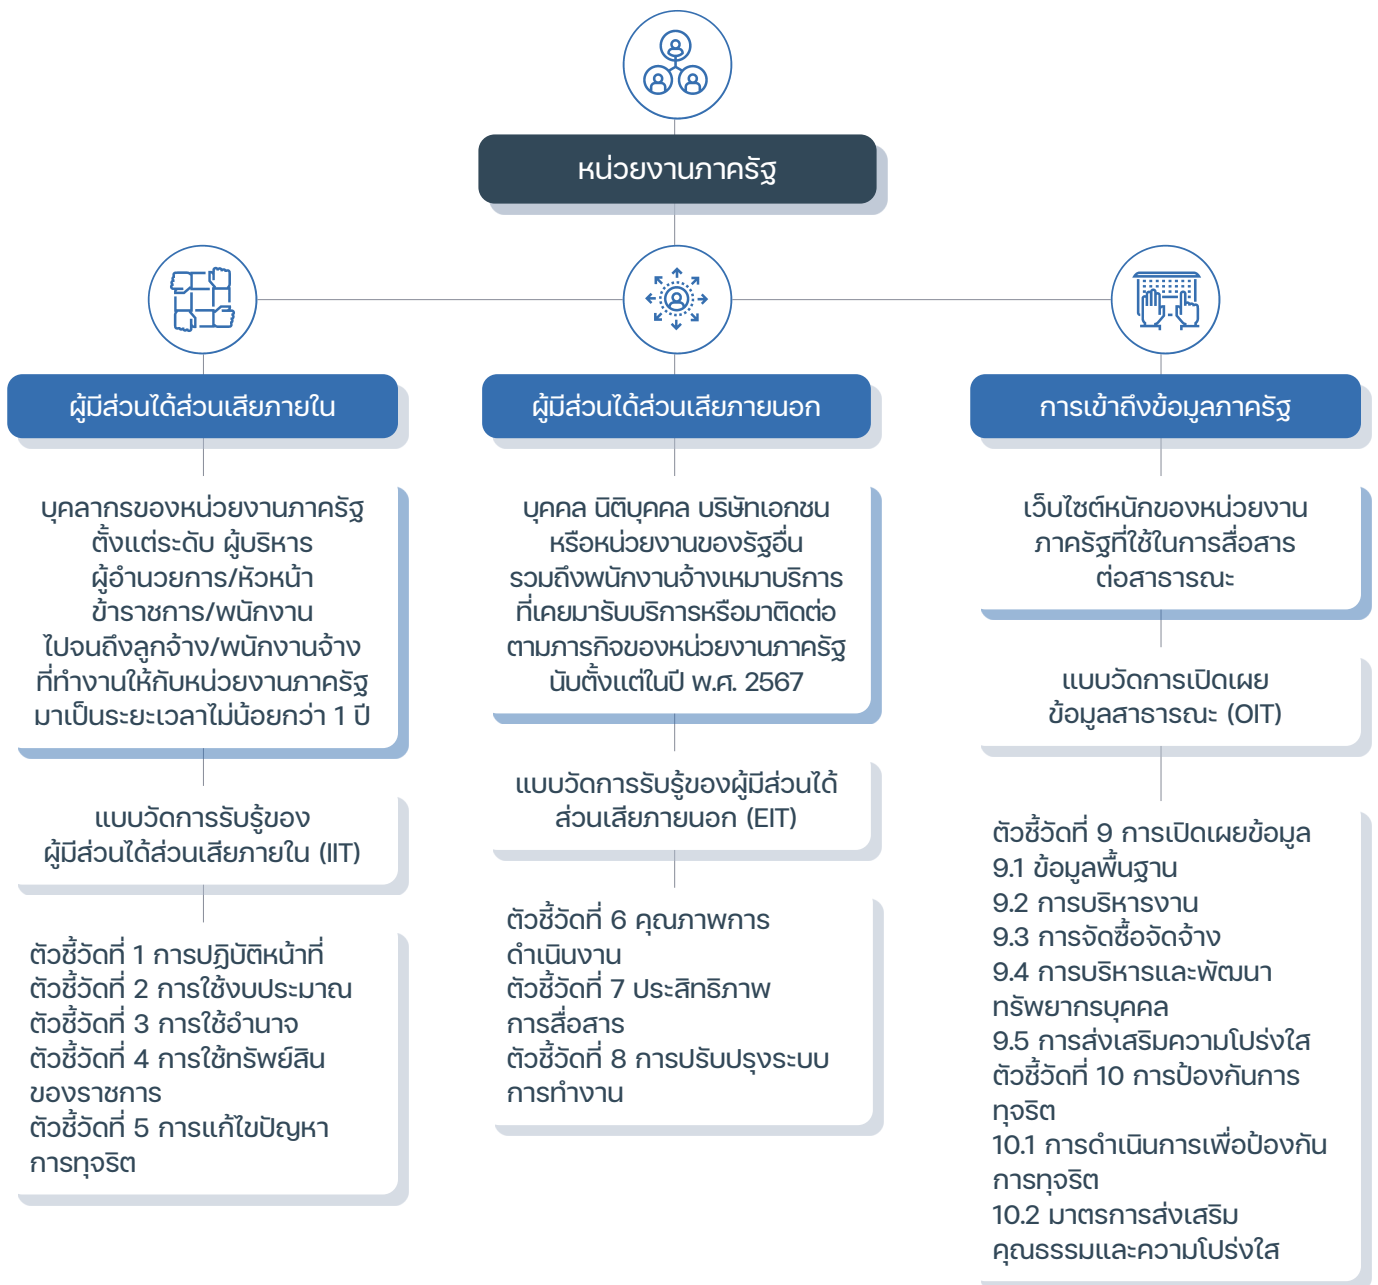 หน่วยงานภาครัฐ
ผู้มีส่วนได้ส่วนเสียภายใน
บุคลากรของหน่วยงานภาครัฐ
ตั้งแต่ระดับ ผู้บริหาร
ผู้อำนวยการ/หัวหน้า
ข้าราชการ/พนักงาน
ไปจนถึงลูกจ้าง/พนักงานจ้าง
ที่ทำงานให้กับหน่วยงานภาครัฐ
มาเป็นระยะเวลาไม่น้อยกว่า 1 ปี
แบบวัดการรับรู้ของ
ผู้มีส่วนได้ส่วนเสียภายใน (IIT)
ตัวชี้วัดที่ 1 การปฏิบัติหน้าที่
ตัวชี้วัดที่ 2 การใช้งบประมาณ
ตัวชี้วัดที่ 3 การใช้อำนาจ
ตัวชี้วัดที่ 4 การใช้ทรัพย์สิน
ของราชการ
ตัวชี้วัดที่ 5 การแก้ไขปัญหา
การทุจริต
ผู้มีส่วนได้ส่วนเสียภายนอก
บุคคล นิติบุคคล บริษัทเอกชน
หรือหน่วยงานของรัฐอื่น
รวมถึงพนักงานจ้างเหมาบริการ
ที่เคยมารับบริการหรือมาติดต่อ
ตามภารกิจของหน่วยงานภาครัฐ
นับตั้งแต่ในปี พ.ศ. 2567
แบบวัดการรับรู้ของผู้มีส่วนได้
ส่วนเสียภายนอก (EIT)
ตัวชี้วัดที่ 6 คุณภาพการ
ดำเนินงาน
ตัวชี้วัดที่ 7 ประสิทธิภาพ
การสื่อสาร
ตัวชี้วัดที่ 8 การปรับปรุงระบบ
การทำงาน
การเข้าถึงข้อมูลภาครัฐ
เว็บไซต์หนักของหน่วยงาน
ภาครัฐที่ใช้ในการสื่อสาร
ต่อสาธารณะ
แบบวัดการเปิดเผย
ข้อมูลสาธารณะ (OIT)
ตัวชี้วัดที่ 9 การเปิดเผยข้อมูล
9.1 ข้อมูลพื้นฐาน
9.2 การบริหารงาน
9.3 การจัดซื้อจัดจ้าง
9.4 การบริหารและพัฒนา
ทรัพยากรบุคคล
9.5 การส่งเสริมความโปร่งใส
ตัวชี้วัดที่ 10 การป้องกันการ
ทุจริต
10.1 การดำเนินการเพื่อป้องกัน
การทุจริต
10.2 มาตรการส่งเสริม
คุณธรรมและความโปร่งใส